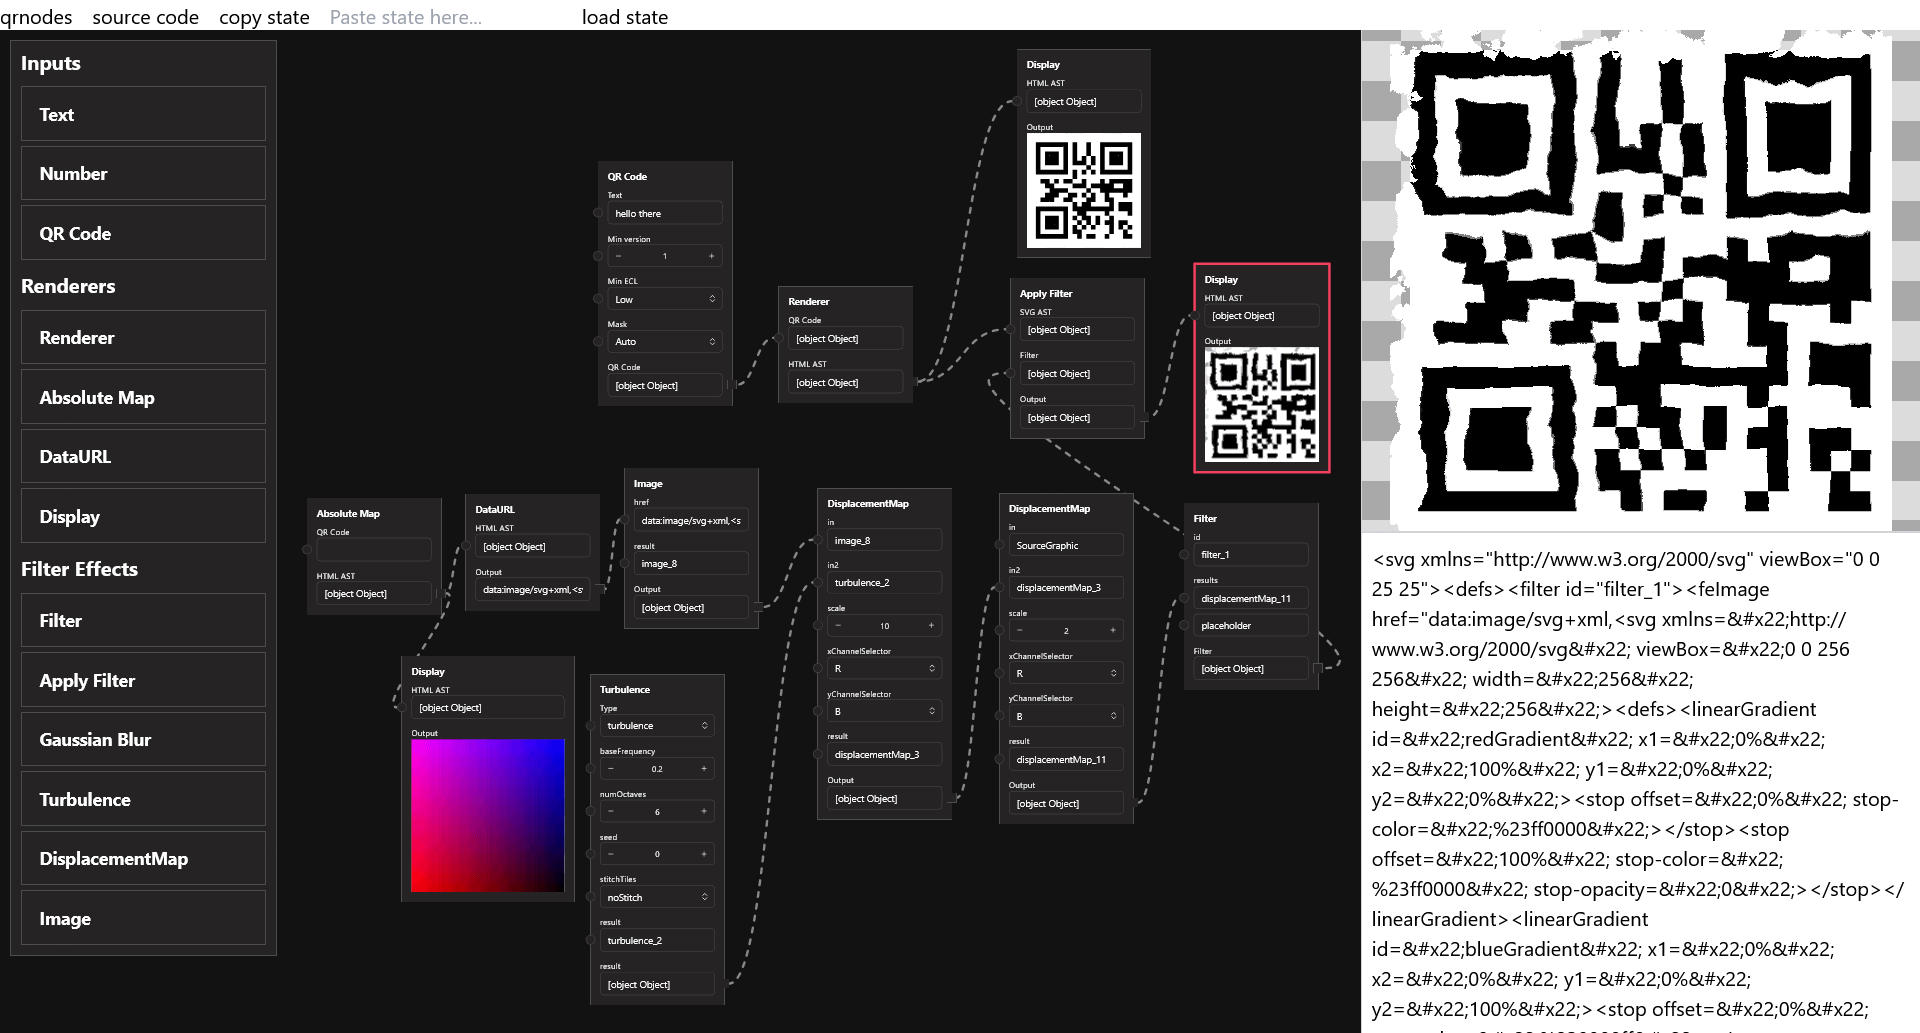 qrnodes source code copy state Paste state here... load state
Inputs
Text
Number
QR Code
Renderers
Renderer
Absolute Map
DataURL
Display
Filter Effects
Filter
Apply Filter
Gaussian Blur
Turbulence
DisplacementMap
Image
QR Code
Text
hello there
Min version
− 1 +
Min ECL
Low
Mask
Auto
QR Code
[object Object]
Renderer
QR Code
[object Object]
HTML AST
[object Object]
Display
HTML AST
[object Object]
Output
Apply Filter
SVG AST
[object Object]
Filter
[object Object]
Output
[object Object]
Display
HTML AST
[object Object]
Output
Absolute Map
QR Code
HTML AST
[object Object]
DataURL
HTML AST
[object Object]
Output
data:image/svg+xml,<s
Image
href
data:image/svg+xml,<s
result
image_8
Output
[object Object]
Display
HTML AST
[object Object]
Output
Turbulence
Type
turbulence
baseFrequency
− 0.2 +
numOctaves
− 6 +
seed
− 0 +
stitchTiles
noStitch
result
turbulence_2
result
[object Object]
DisplacementMap
in
image_8
in2
turbulence_2
scale
− 10 +
xChannelSelector
R
yChannelSelector
B
result
displacementMap_3
Output
[object Object]
DisplacementMap
in
SourceGraphic
in2
displacementMap_3
scale
− 2 +
xChannelSelector
R
yChannelSelector
B
result
displacementMap_11
Output
[object Object]
Filter
id
filter_1
results
displacementMap_11
placeholder
Filter
[object Object]
<svg xmlns="http://www.w3.org/2000/svg" viewBox="0 0
25 25"><defs><filter id="filter_1"><feImage
href="data:image/svg+xml,<svg xmlns=&#x22;http://
www.w3.org/2000/svg&#x22; viewBox=&#x22;0 0 256
256&#x22; width=&#x22;256&#x22;
height=&#x22;256&#x22;><defs><linearGradient
id=&#x22;redGradient&#x22; x1=&#x22;0%&#x22;
x2=&#x22;100%&#x22; y1=&#x22;0%&#x22;
y2=&#x22;0%&#x22;><stop offset=&#x22;0%&#x22; stop-
color=&#x22;%23ff0000&#x22;></stop><stop
offset=&#x22;100%&#x22; stop-color=&#x22;
%23ff0000&#x22; stop-opacity=&#x22;0&#x22;></stop></
linearGradient><linearGradient
id=&#x22;blueGradient&#x22; x1=&#x22;0%&#x22;
x2=&#x22;0%&#x22; y1=&#x22;0%&#x22;
y2=&#x22;100%&#x22;><stop offset=&#x22;0%&#x22;